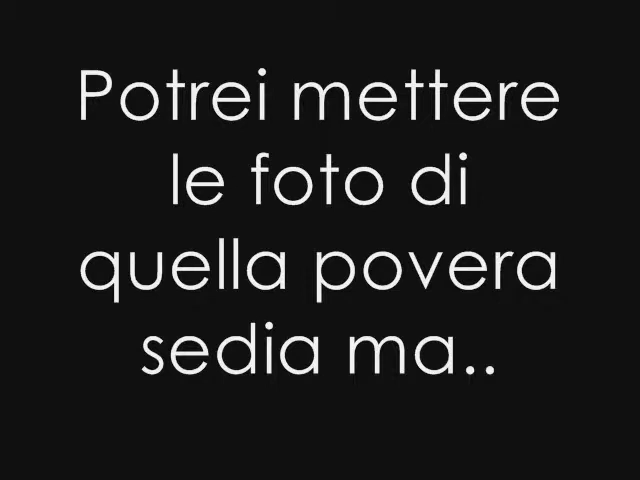 Potrei mettere
le foto di
quella povera
sedia ma..